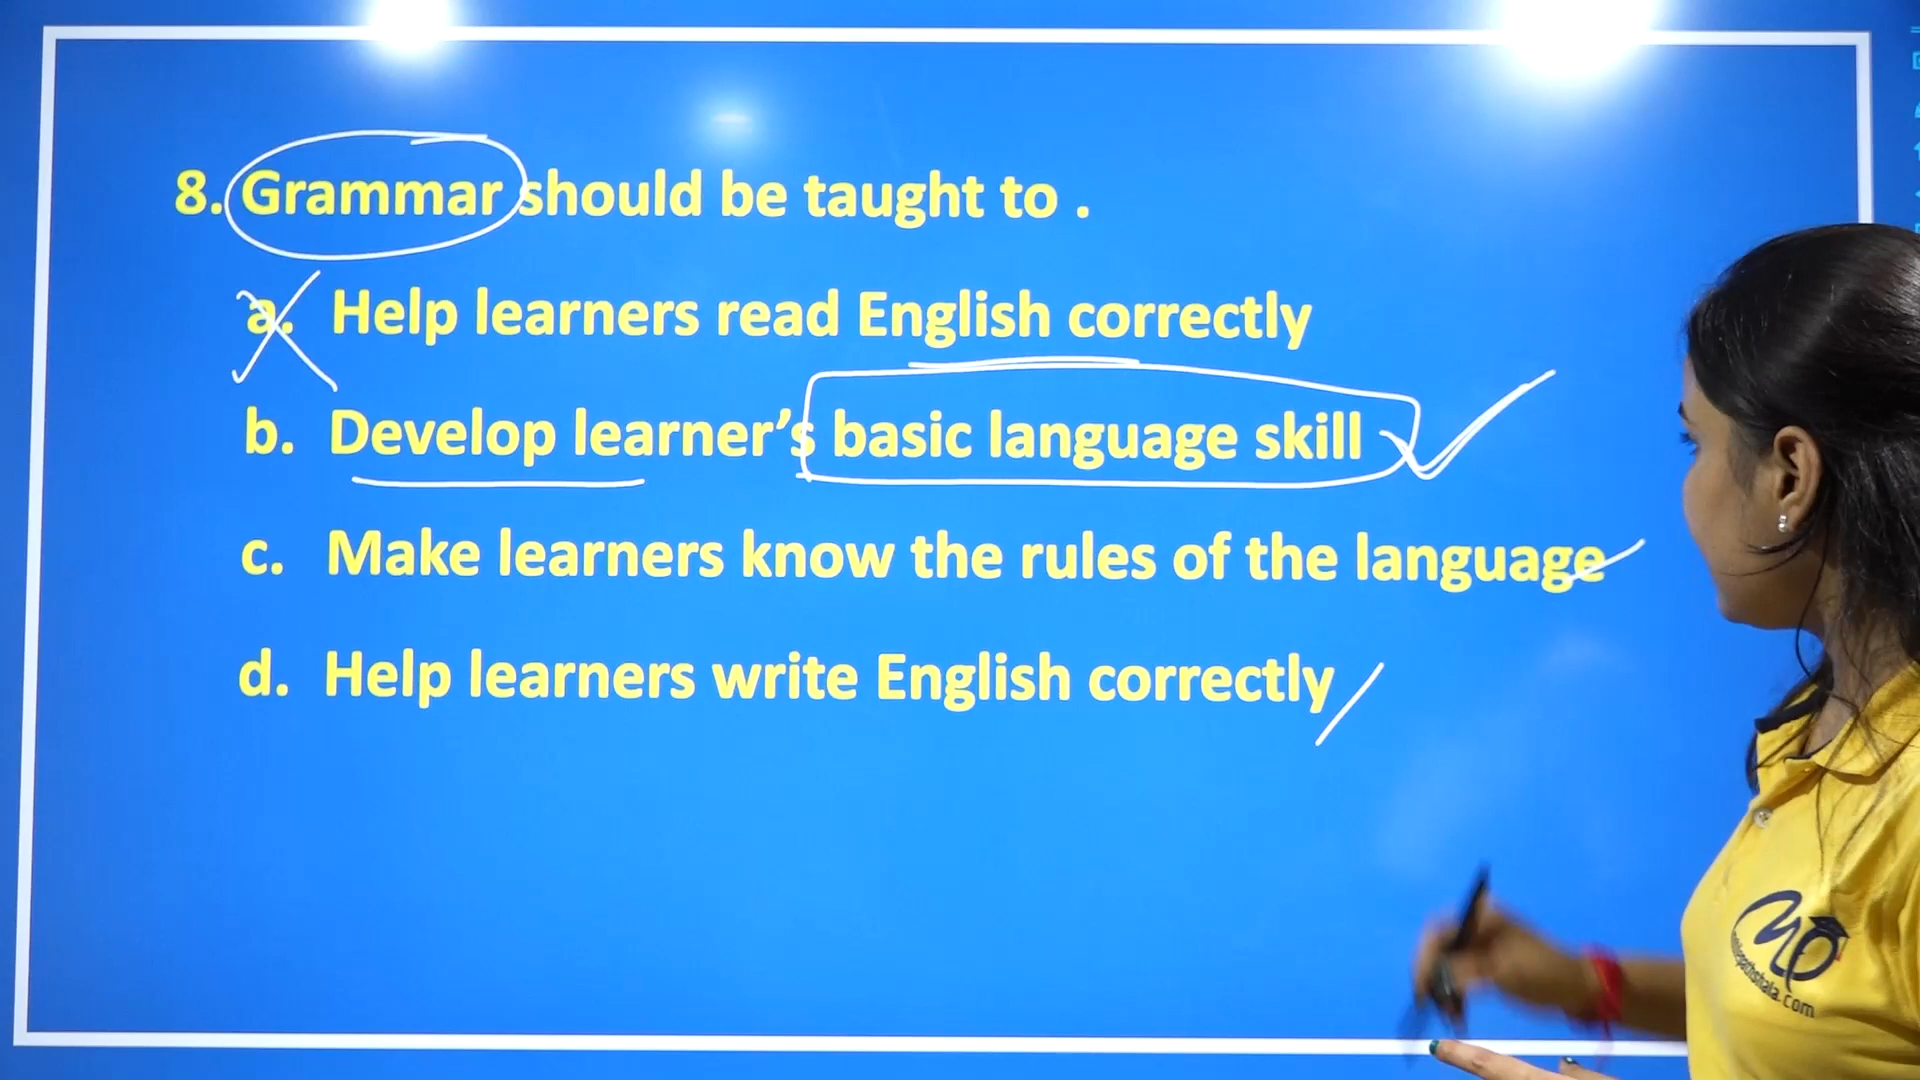 8. Grammar should be taught to .
a. Help learners read English correctly
b. Develop learner's basic language skill
c. Make learners know the rules of the language
d. Help learners write English correctly